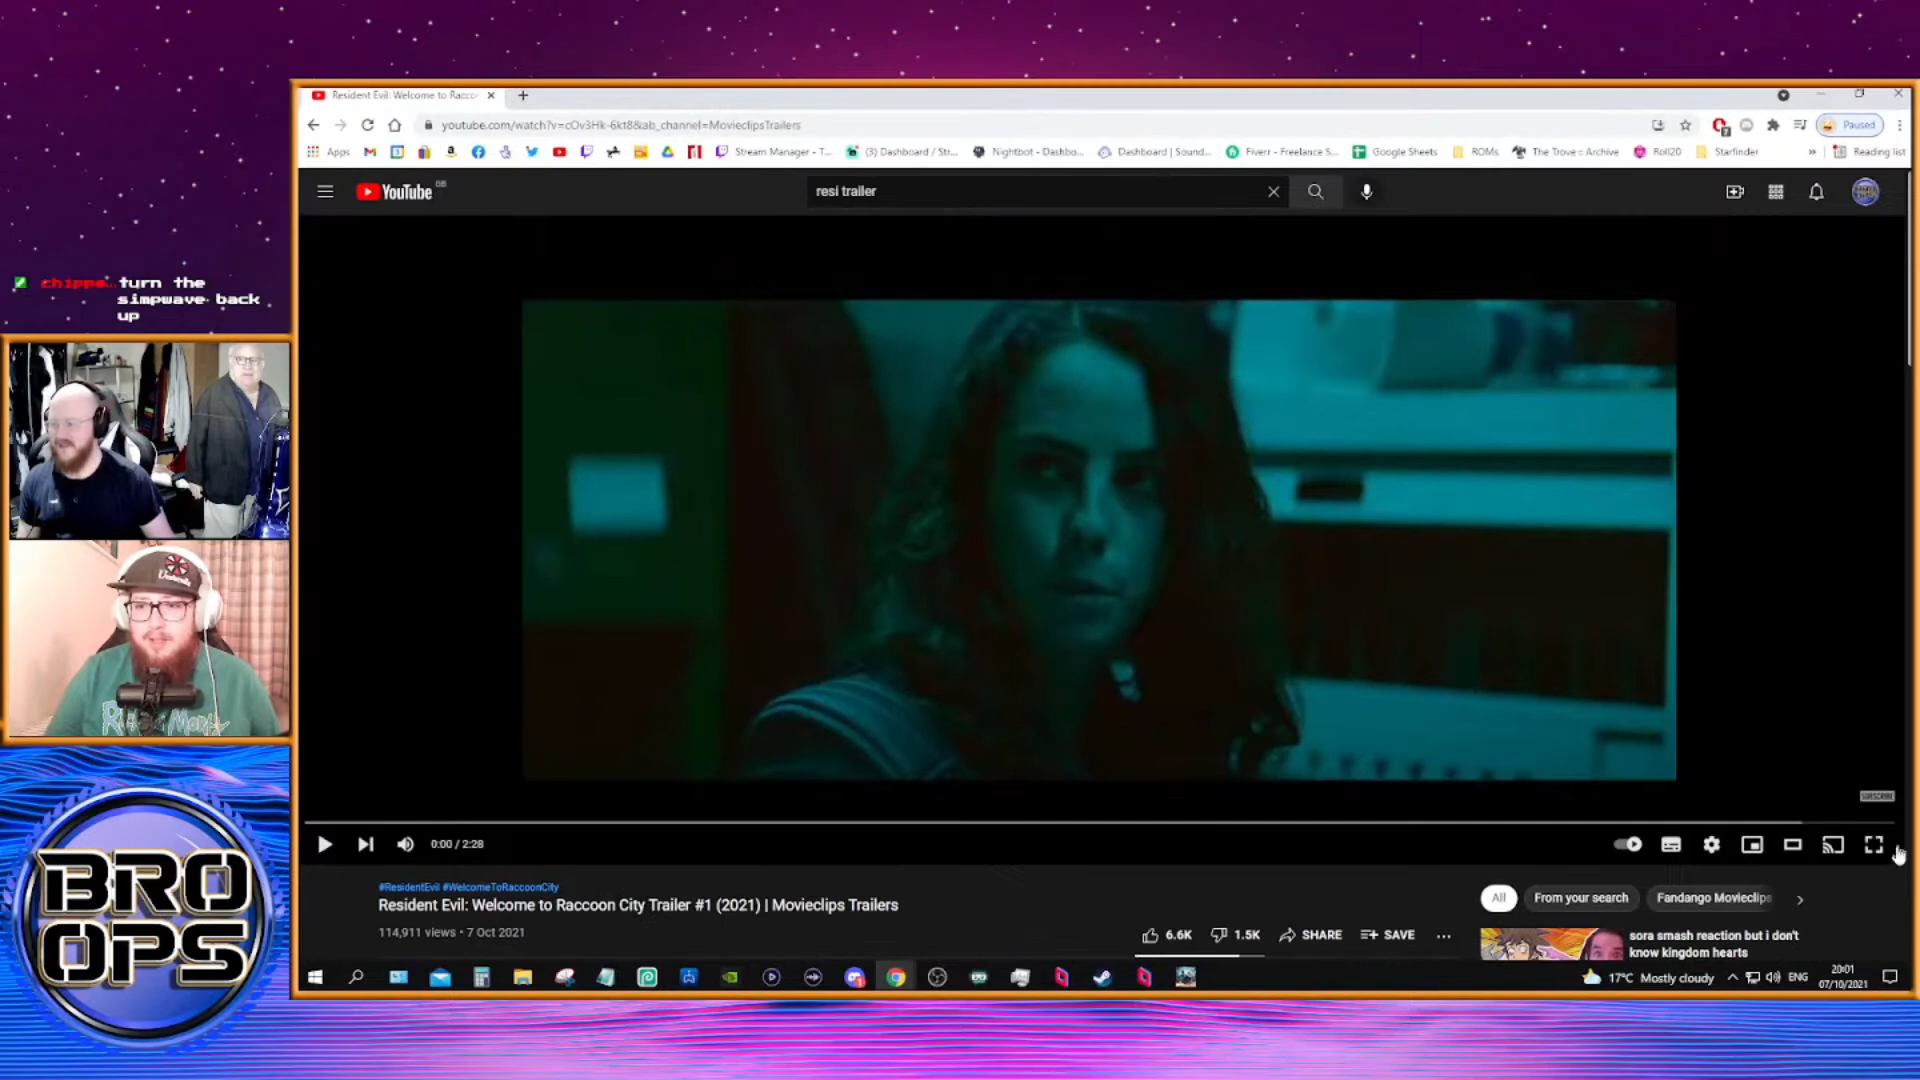 Resident Evil: Welcome to Racco
youtube.com/watch?v=cOv3Hk-6kt8&ab_channel=MovieclipsTrailers
Paused
Apps
Stream Manager - T...
(3) Dashboard / Str...
Nightbot - Dashbo...
Dashboard | Sound...
Fiverr - Freelance S...
Google Sheets
ROMs
The Trove :: Archive
Roll20
Starfinder
»
Reading list
YouTube GB
resi trailer
chippe...turn the
simpwave back
up
SUBSCRIBE
0:00 / 2:28
#ResidentEvil #WelcomeToRaccoonCity
Resident Evil: Welcome to Raccoon City Trailer #1 (2021) | Movieclips Trailers
114,911 views • 7 Oct 2021
6.6K
1.5K
SHARE
SAVE
All
From your search
Fandango Movieclips
sora smash reaction but i don't
know kingdom hearts
17°C Mostly cloudy
ENG
20:01
07/10/2021
BRO
OPS